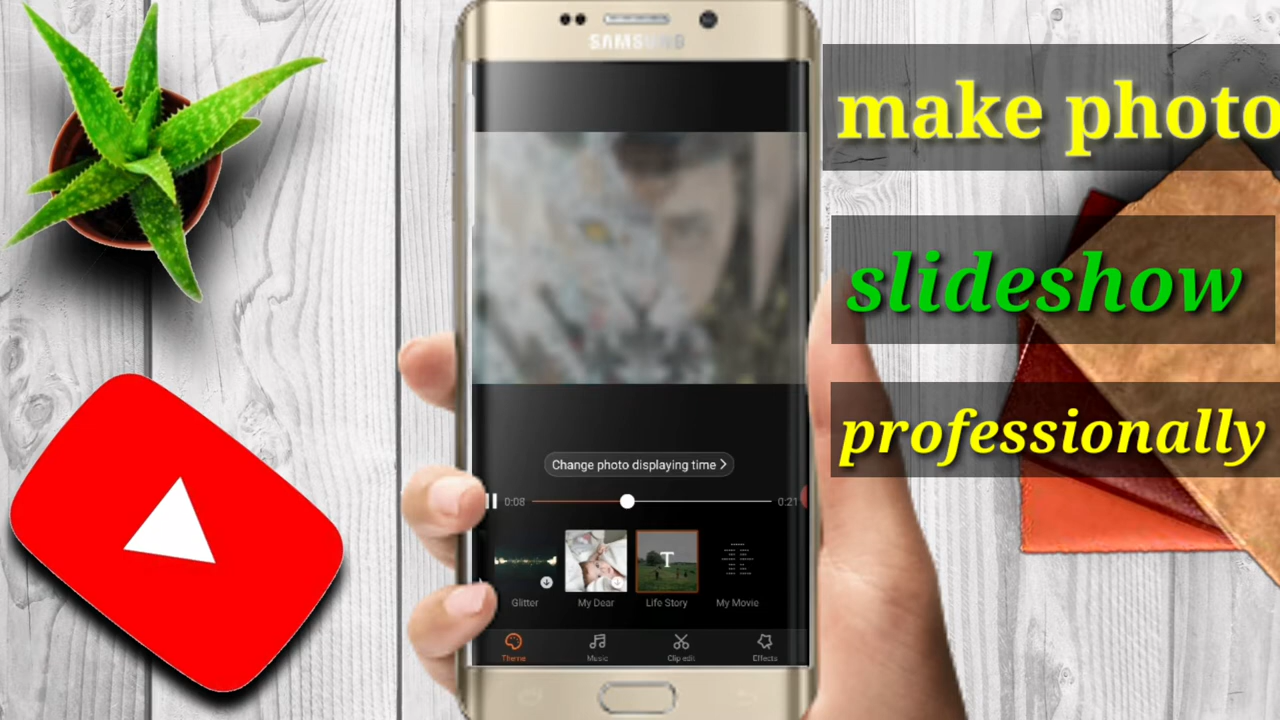 SAMSUNG
make photo
slideshow
professionally
Change photo displaying time >
0:08
0:21
T
Glitter
My Dear
Life Story
My Movie
Theme
Music
Clip edit
Effects